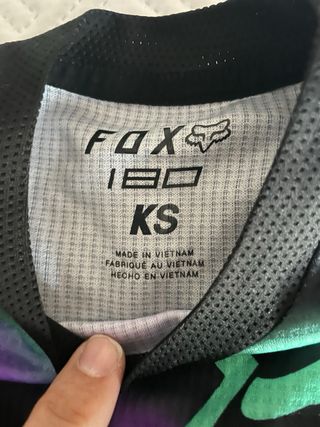 FOX
180
KS
MADE IN VIETNAM
FABRIQUÉ AU VIETNAM
HECHO EN VIETNAM